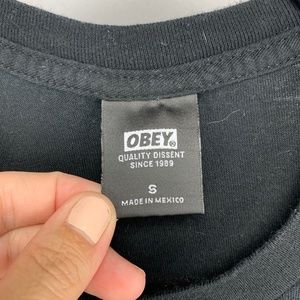 OBEY®
QUALITY DISSENT
SINCE 1989
S
MADE IN MEXICO